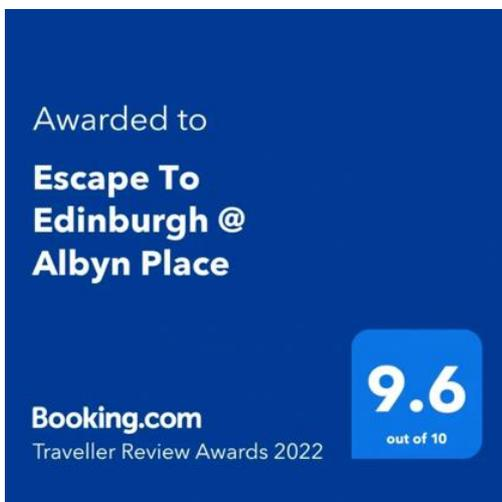 Awarded to
Escape To
Edinburgh @
Albyn Place
9.6
out of 10
Booking.com
Traveller Review Awards 2022